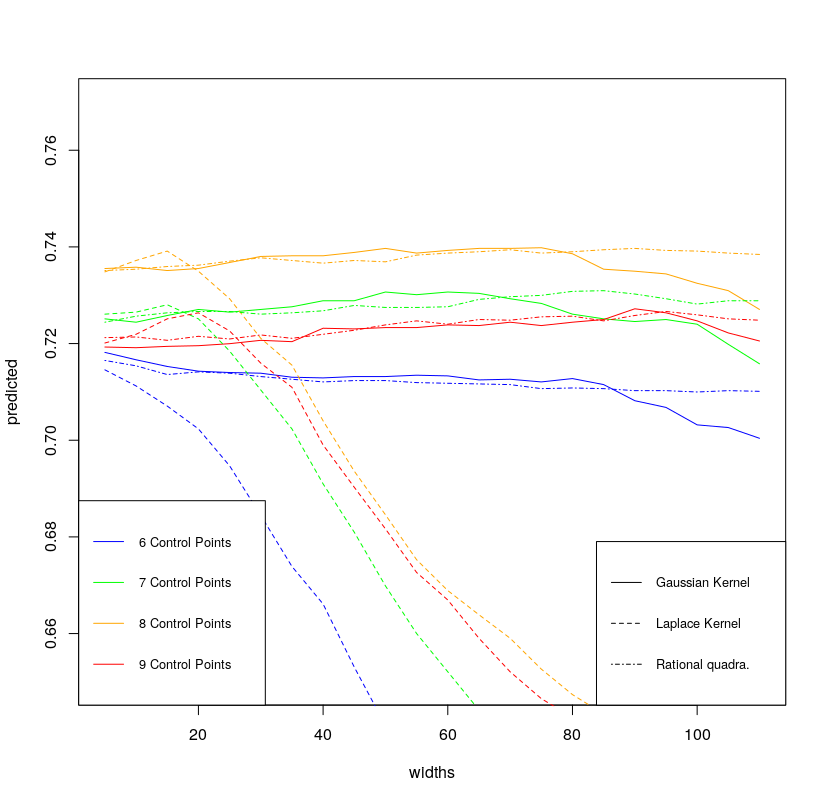 0.76
0.74
0.72
0.70
0.68
0.66
predicted
6 Control Points
7 Control Points
8 Control Points
9 Control Points
Gaussian Kernel
Laplace Kernel
Rational quadra.
20 40 60 80 100
widths